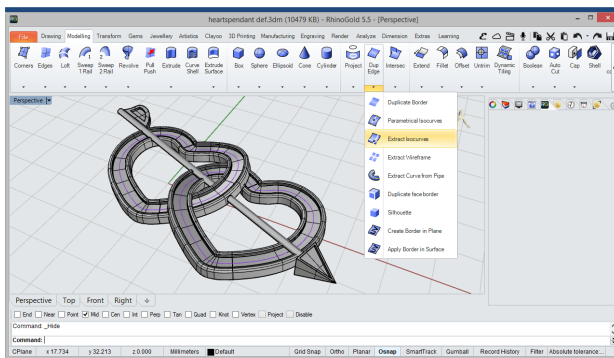 heartspendant def.3dm (10479 KB) - RhinoGold 5.5 - [Perspective]
File Drawing Modelling Transform Gems Jewellery Artistics Clayoo 3D Printing Manufacturing Engraving Render Analyze Dimension Extras Learning
Corners Edges Loft Sweep 1 Rail Sweep 2 Rail Revolve Pull Push Extrude Curve Shell Extrude Surface Box Sphere Ellipsoid Cone Cylinder Project Dup Edge Intersec Extend Fillet Offset Untrim Dynamic Tiling Boolean Auto Cut Cap Shell
Perspective
Duplicate Border
Parametrical Isocurves
Extract Isocurves
Extract Wireframe
Extract Curve from Pipe
Duplicate face border
Silhouette
Create Border in Plane
Apply Border in Surface
Perspective Top Front Right
End Near Point Mid Cen Int Perp Tan Quad Knot Vertex Project Disable
Command: _Hide
Command:
CPlane x 17.734 y 32.213 z 0.000 Millimeters Default Grid Snap Ortho Planar Osnap SmartTrack Gumball Record History Filter Absolute tolerance...